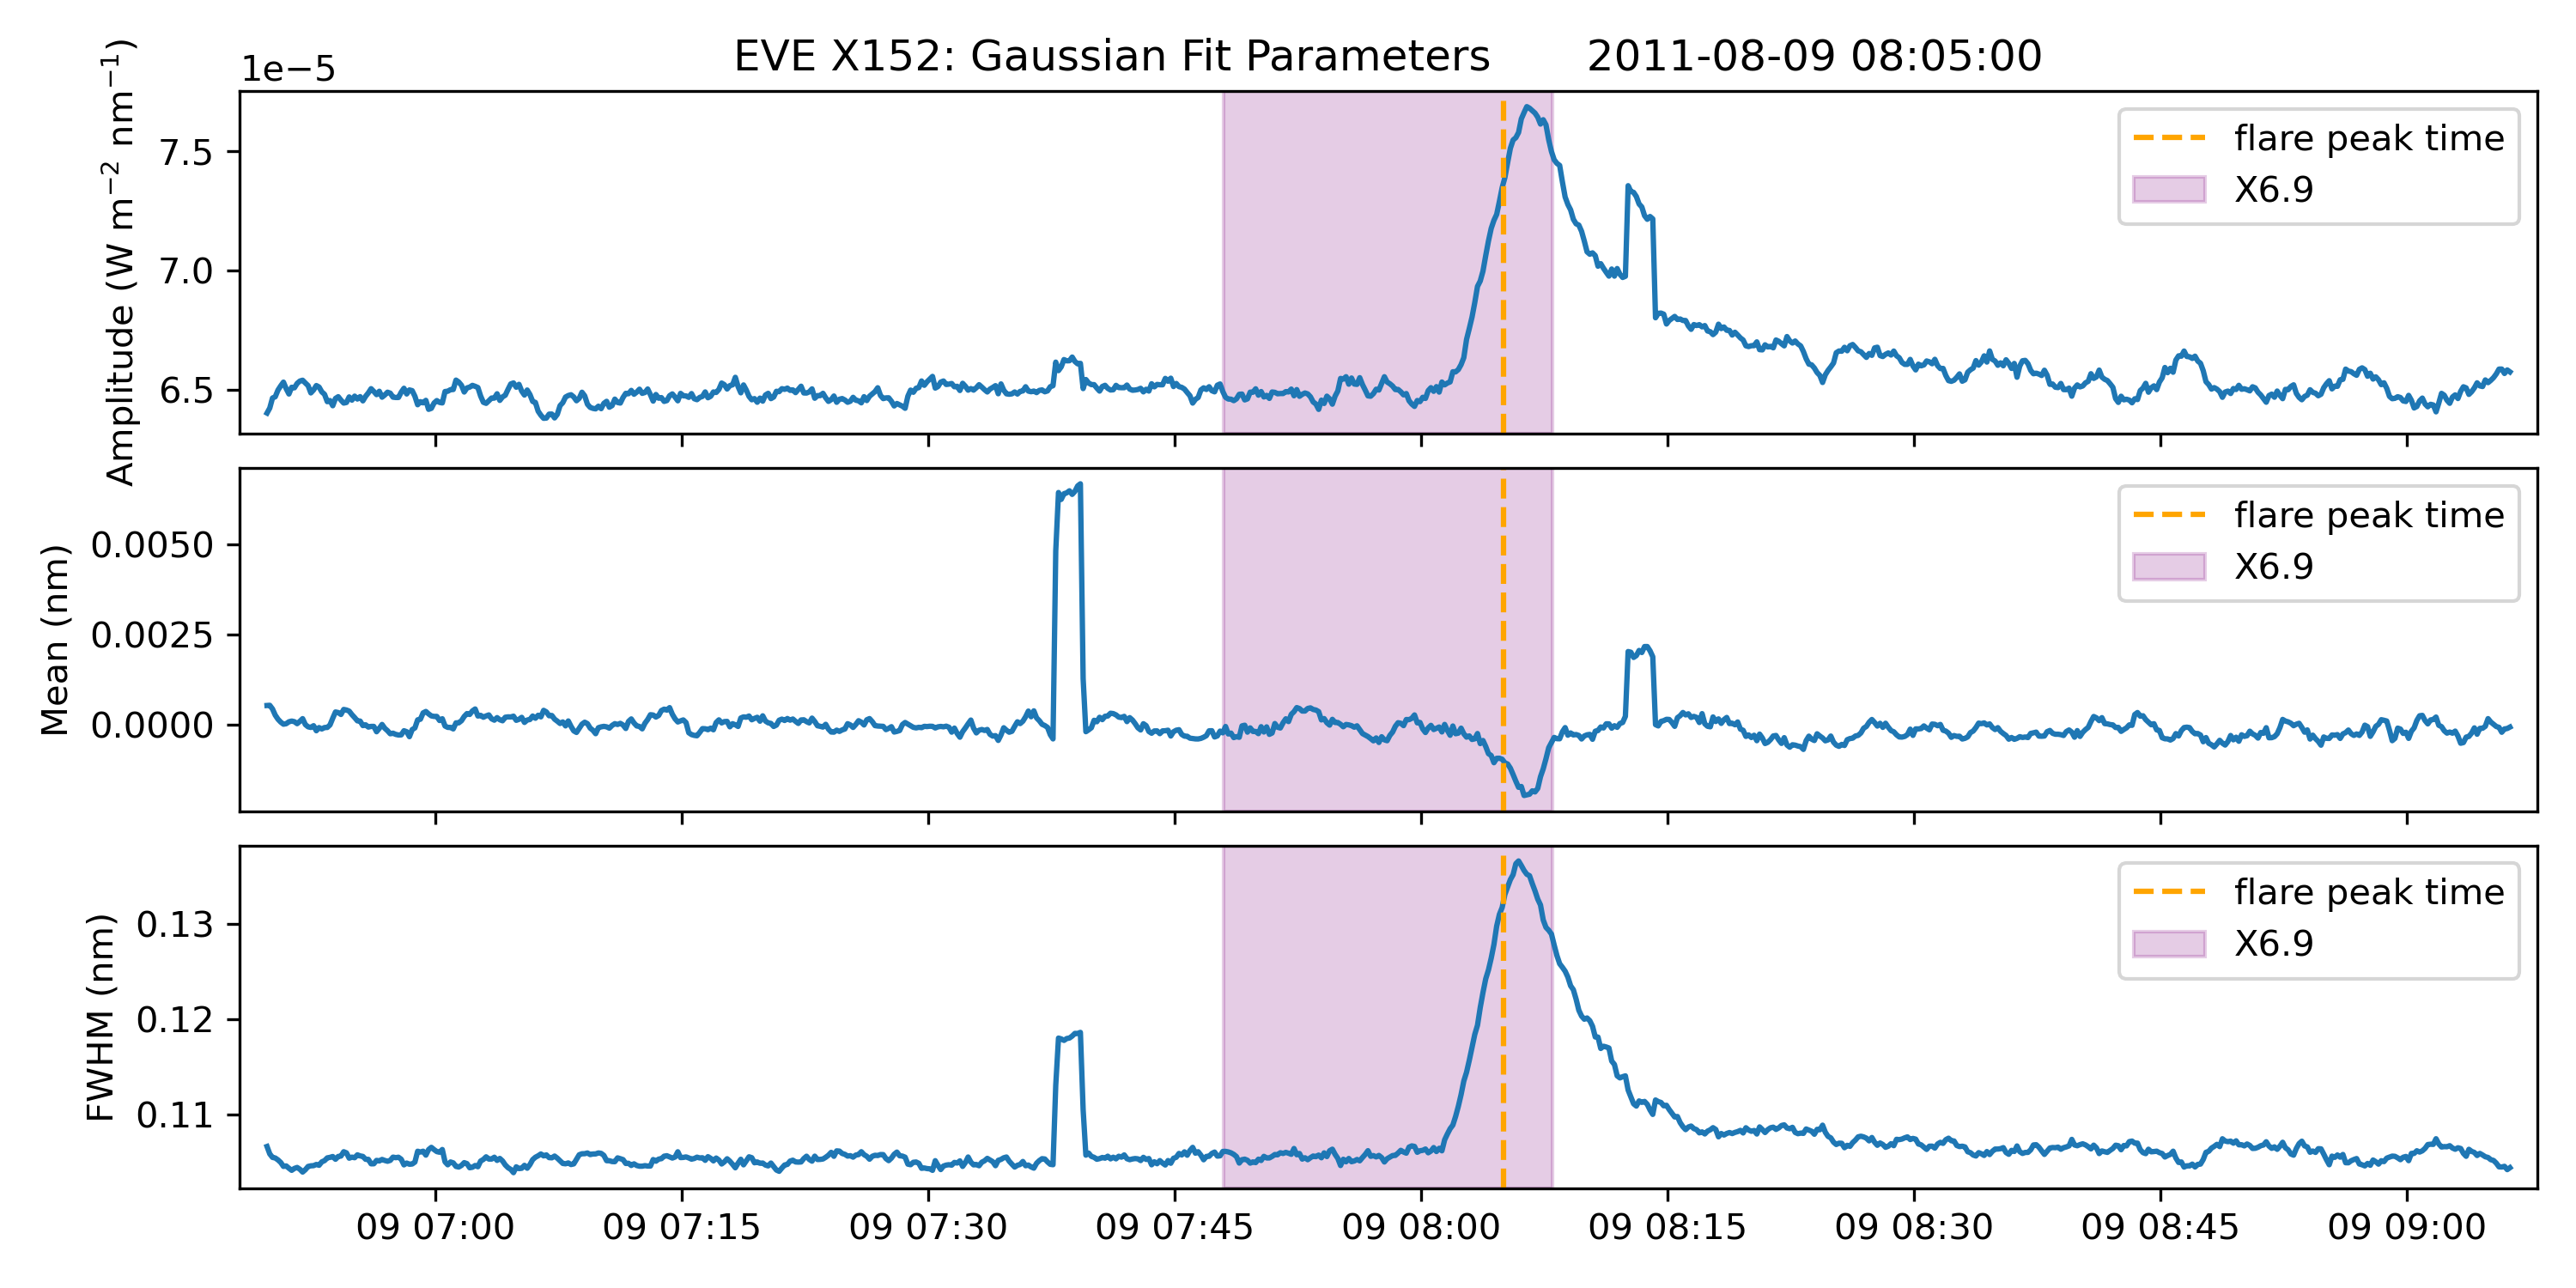 EVE X152: Gaussian Fit Parameters 2011-08-09 08:05:00
1e−5
Amplitude (W m⁻² nm⁻¹)
7.5
7.0
6.5
flare peak time
X6.9
Mean (nm)
0.0050
0.0025
0.0000
flare peak time
X6.9
FWHM (nm)
0.13
0.12
0.11
flare peak time
X6.9
09 07:00 09 07:15 09 07:30 09 07:45 09 08:00 09 08:15 09 08:30 09 08:45 09 09:00